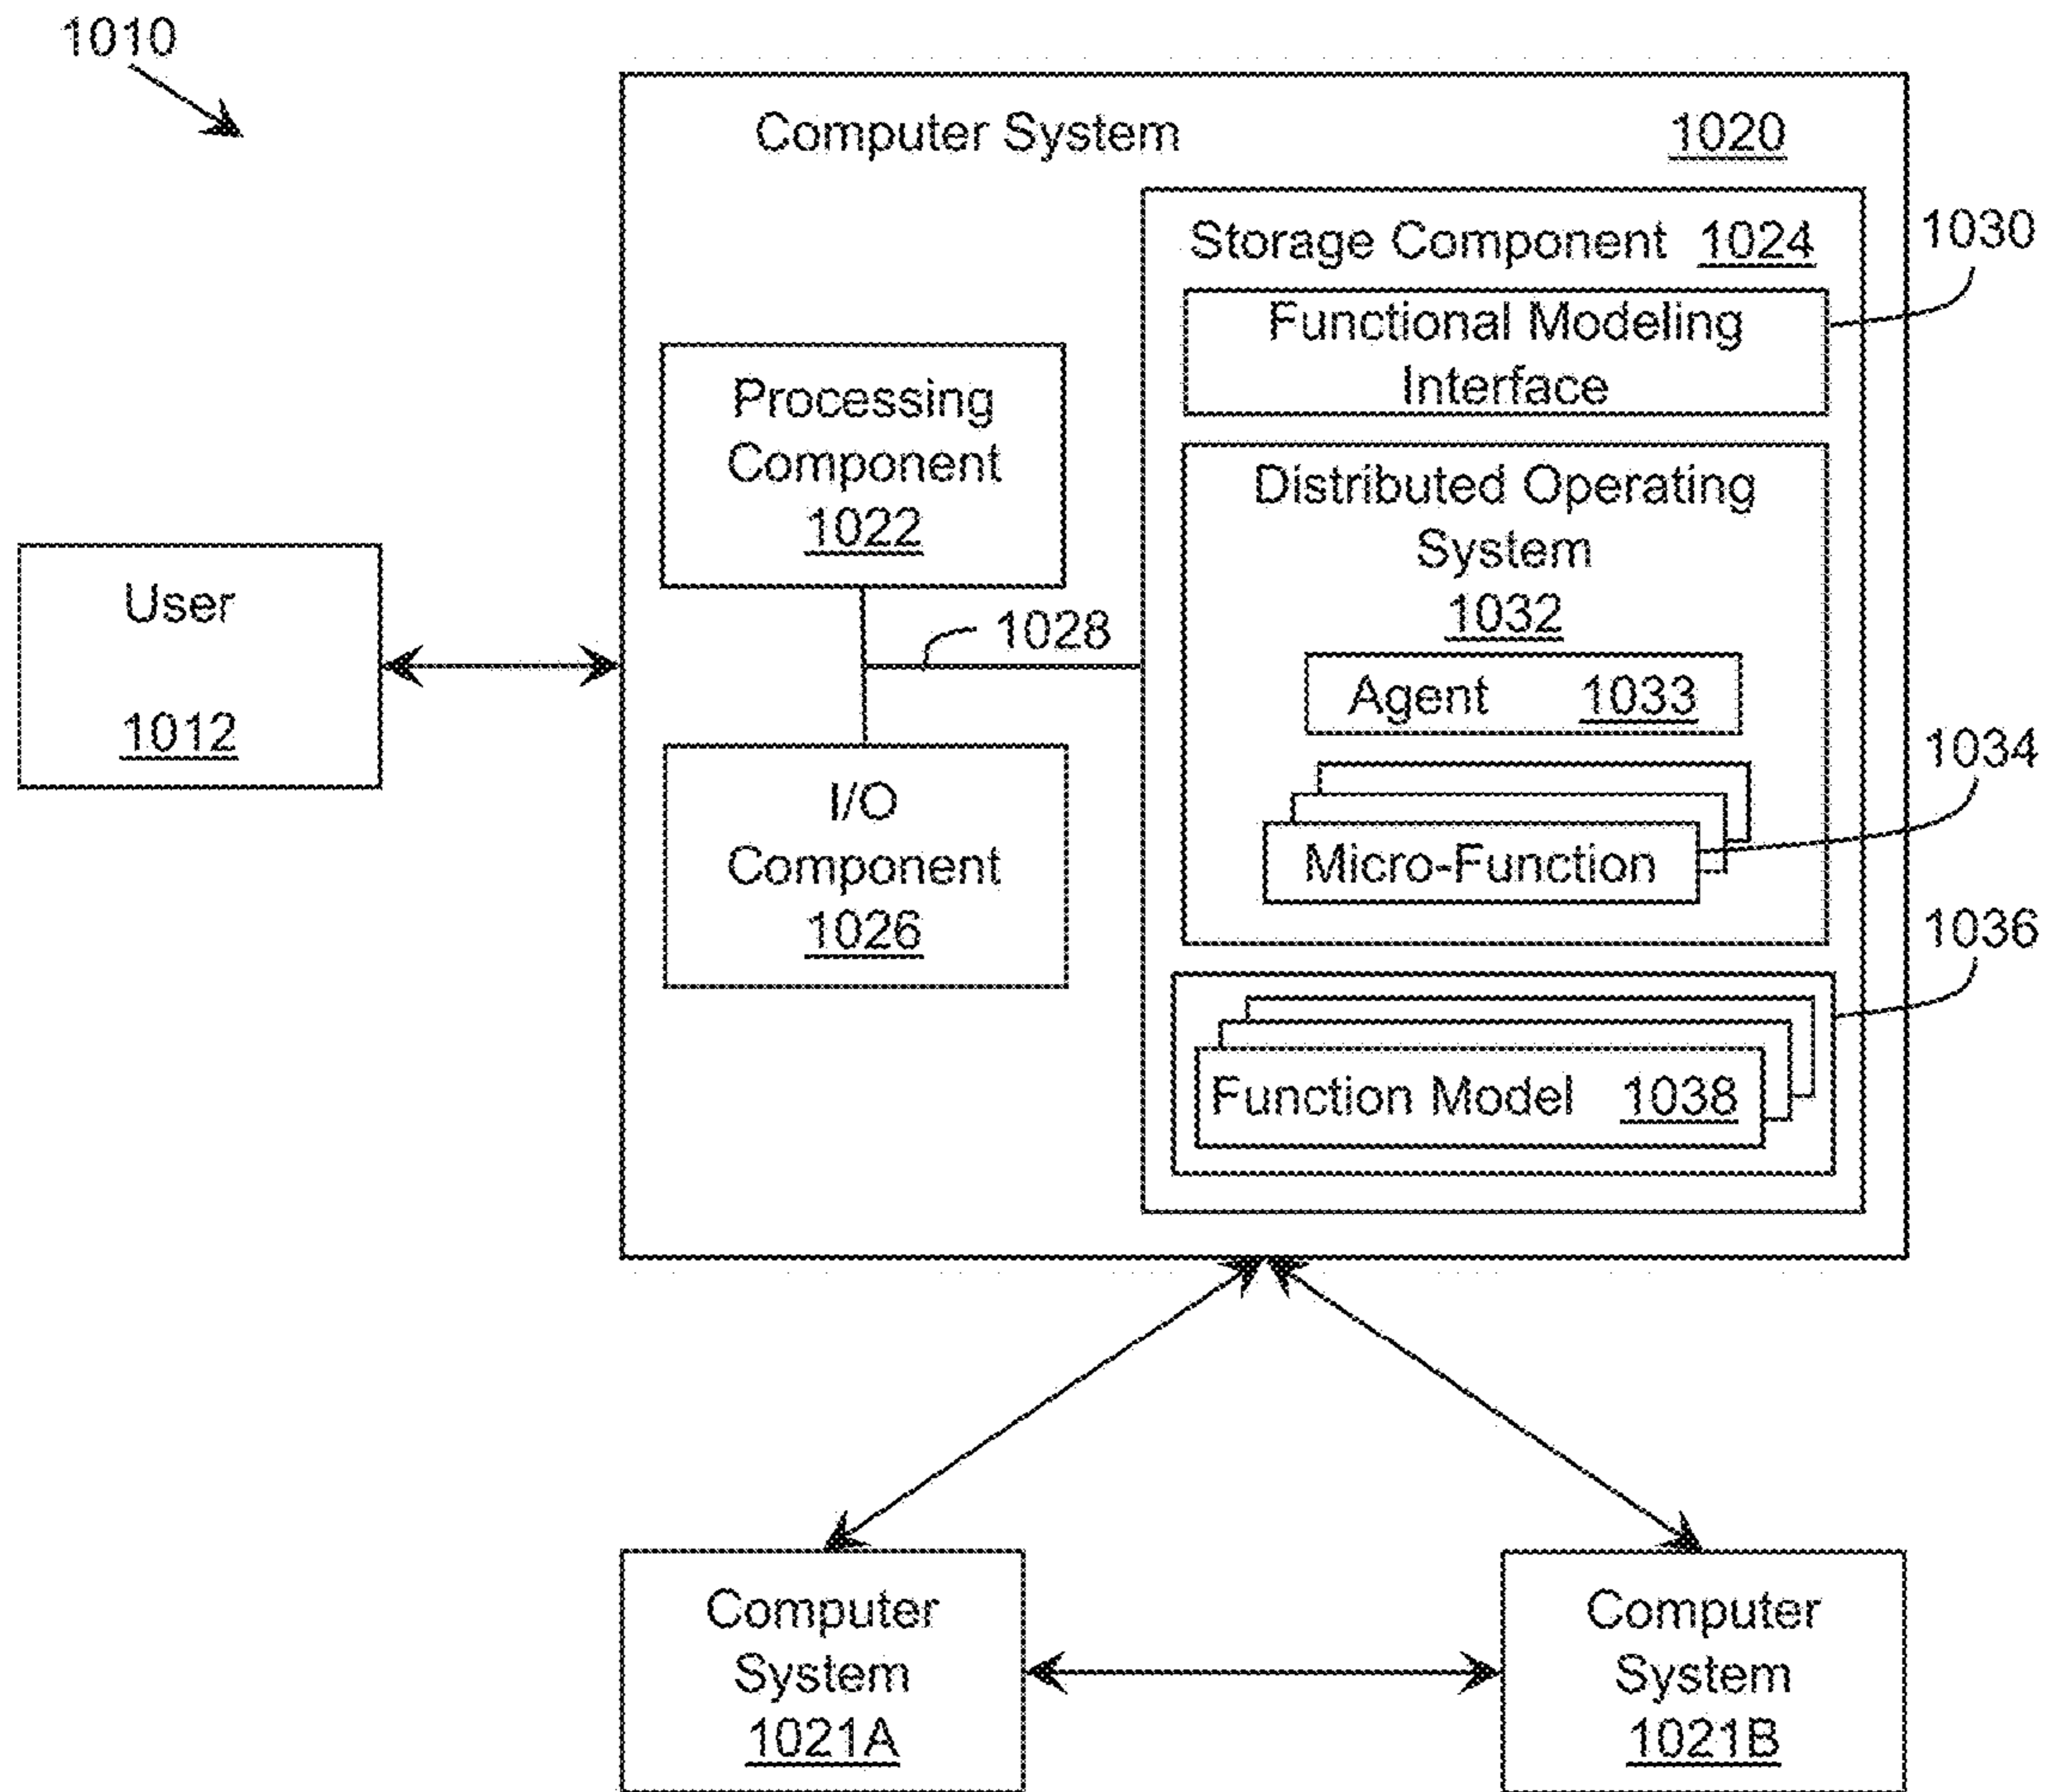 1010
Computer System 1020
Storage Component 1024
1030
Functional Modeling
Interface
Processing
Component
1022
Distributed Operating
System
1032
User
1012
1028
Agent 1033
1034
I/O
Component
1026
Micro-Function
1036
Function Model 1038
Computer
System
1021A
Computer
System
1021B